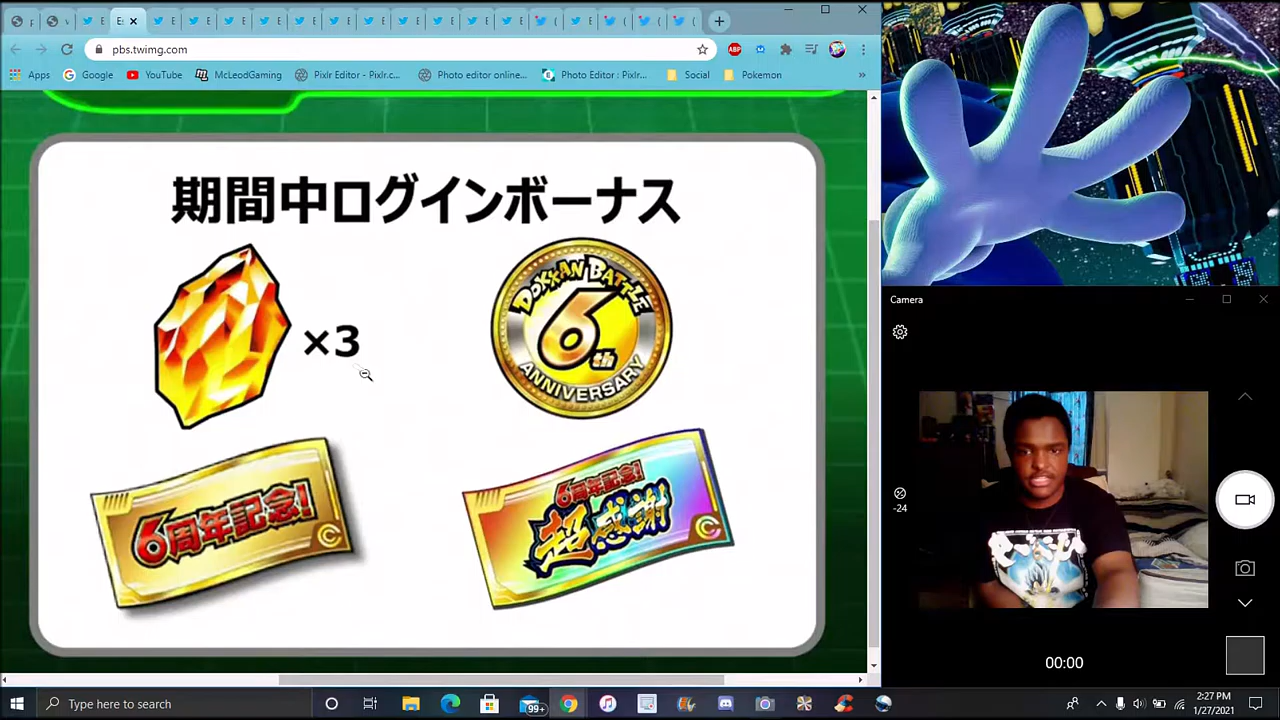 pbs.twimg.com
ABP
Apps
Google
YouTube
McLeodGaming
Pixlr Editor - Pixlr.c...
Photo editor online...
Photo Editor : Pixlr...
Social
Pokemon
»
期間中ログインボーナス
×3
DOKKAN BATTLE
6th
ANNIVERSARY
6周年記念!
C
6周年記念!
超感謝
C
Camera
-24
00:00
Type here to search
99+
2:27 PM
1/27/2021